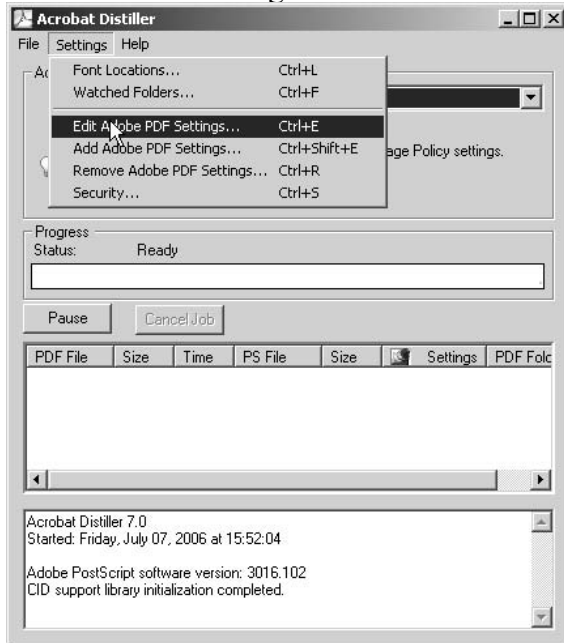 Acrobat Distiller
File Settings Help
Font Locations... Ctrl+L
Watched Folders... Ctrl+F
Edit Adobe PDF Settings... Ctrl+E
Add Adobe PDF Settings... Ctrl+Shift+E
Remove Adobe PDF Settings... Ctrl+R
Security... Ctrl+S
age Policy settings.
Progress
Status: Ready
Pause Cancel Job
PDF File Size Time PS File Size Settings PDF Fold
Acrobat Distiller 7.0
Started: Friday, July 07, 2006 at 15:52:04
Adobe PostScript software version: 3016.102
CID support library initialization completed.